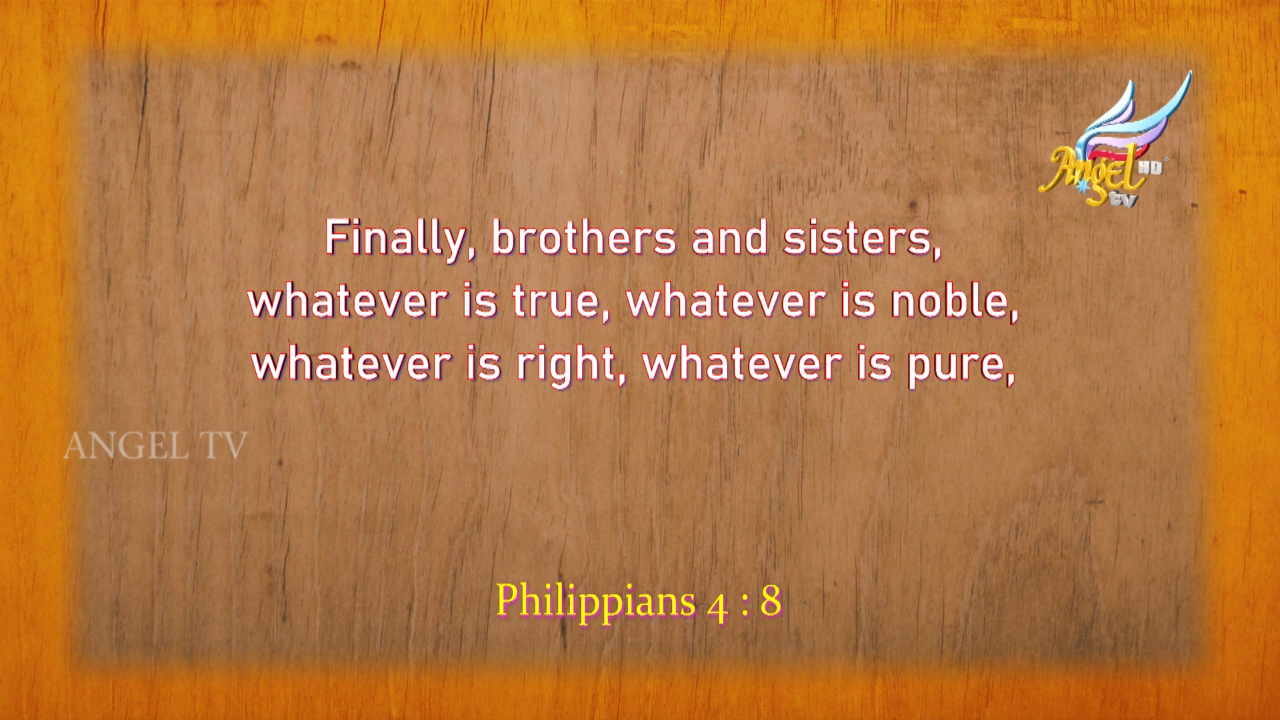 Angel HD
tv
Finally, brothers and sisters,
whatever is true, whatever is noble,
whatever is right, whatever is pure,
ANGEL TV
Philippians 4 : 8